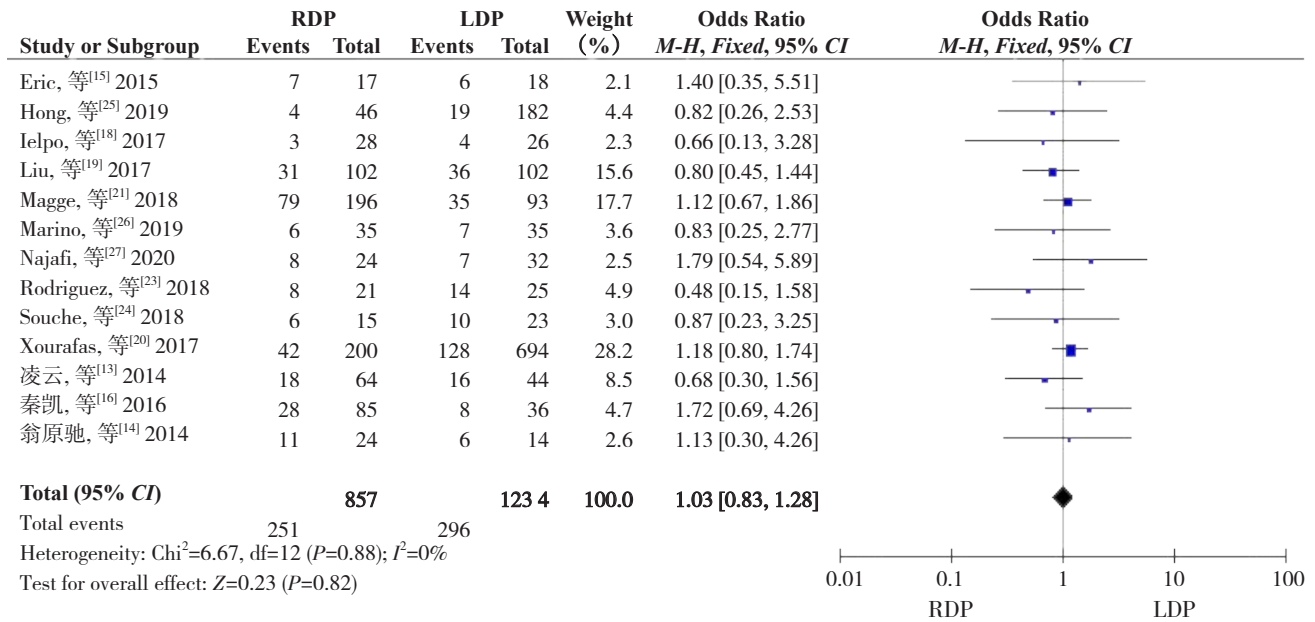 RDP LDP Weight Odds Ratio Odds Ratio
Study or Subgroup Events Total Events Total （%） M-H, Fixed, 95% CI M-H, Fixed, 95% CI
Eric, 等[15] 2015 7 17 6 18 2.1 1.40 [0.35, 5.51]
Hong, 等[25] 2019 4 46 19 182 4.4 0.82 [0.26, 2.53]
Ielpo, 等[18] 2017 3 28 4 26 2.3 0.66 [0.13, 3.28]
Liu, 等[19] 2017 31 102 36 102 15.6 0.80 [0.45, 1.44]
Magge, 等[21] 2018 79 196 35 93 17.7 1.12 [0.67, 1.86]
Marino, 等[26] 2019 6 35 7 35 3.6 0.83 [0.25, 2.77]
Najafi, 等[27] 2020 8 24 7 32 2.5 1.79 [0.54, 5.89]
Rodriguez, 等[23] 2018 8 21 14 25 4.9 0.48 [0.15, 1.58]
Souche, 等[24] 2018 6 15 10 23 3.0 0.87 [0.23, 3.25]
Xourafas, 等[20] 2017 42 200 128 694 28.2 1.18 [0.80, 1.74]
凌云, 等[13] 2014 18 64 16 44 8.5 0.68 [0.30, 1.56]
秦凯, 等[16] 2016 28 85 8 36 4.7 1.72 [0.69, 4.26]
翁原驰, 等[14] 2014 11 24 6 14 2.6 1.13 [0.30, 4.26]
Total (95% CI) 857 123 4 100.0 1.03 [0.83, 1.28]
Total events 251 296
Heterogeneity: Chi²=6.67, df=12 (P=0.88); I²=0%
Test for overall effect: Z=0.23 (P=0.82)
0.01 0.1 1 10 100
RDP LDP